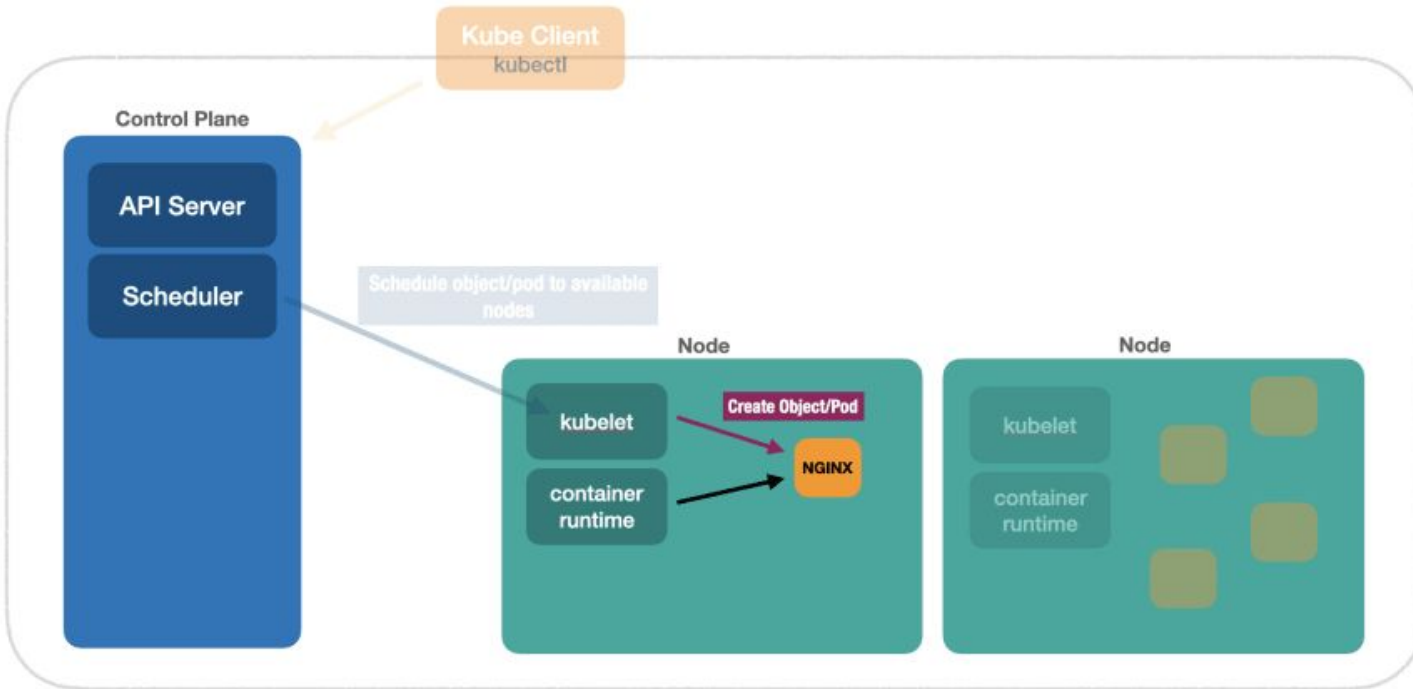 Kube Client
kubectl
Control Plane
API Server
Scheduler
Schedule object/pod to available
nodes
Node
kubelet
Create Object/Pod
NGINX
container
runtime
Node
kubelet
container
runtime